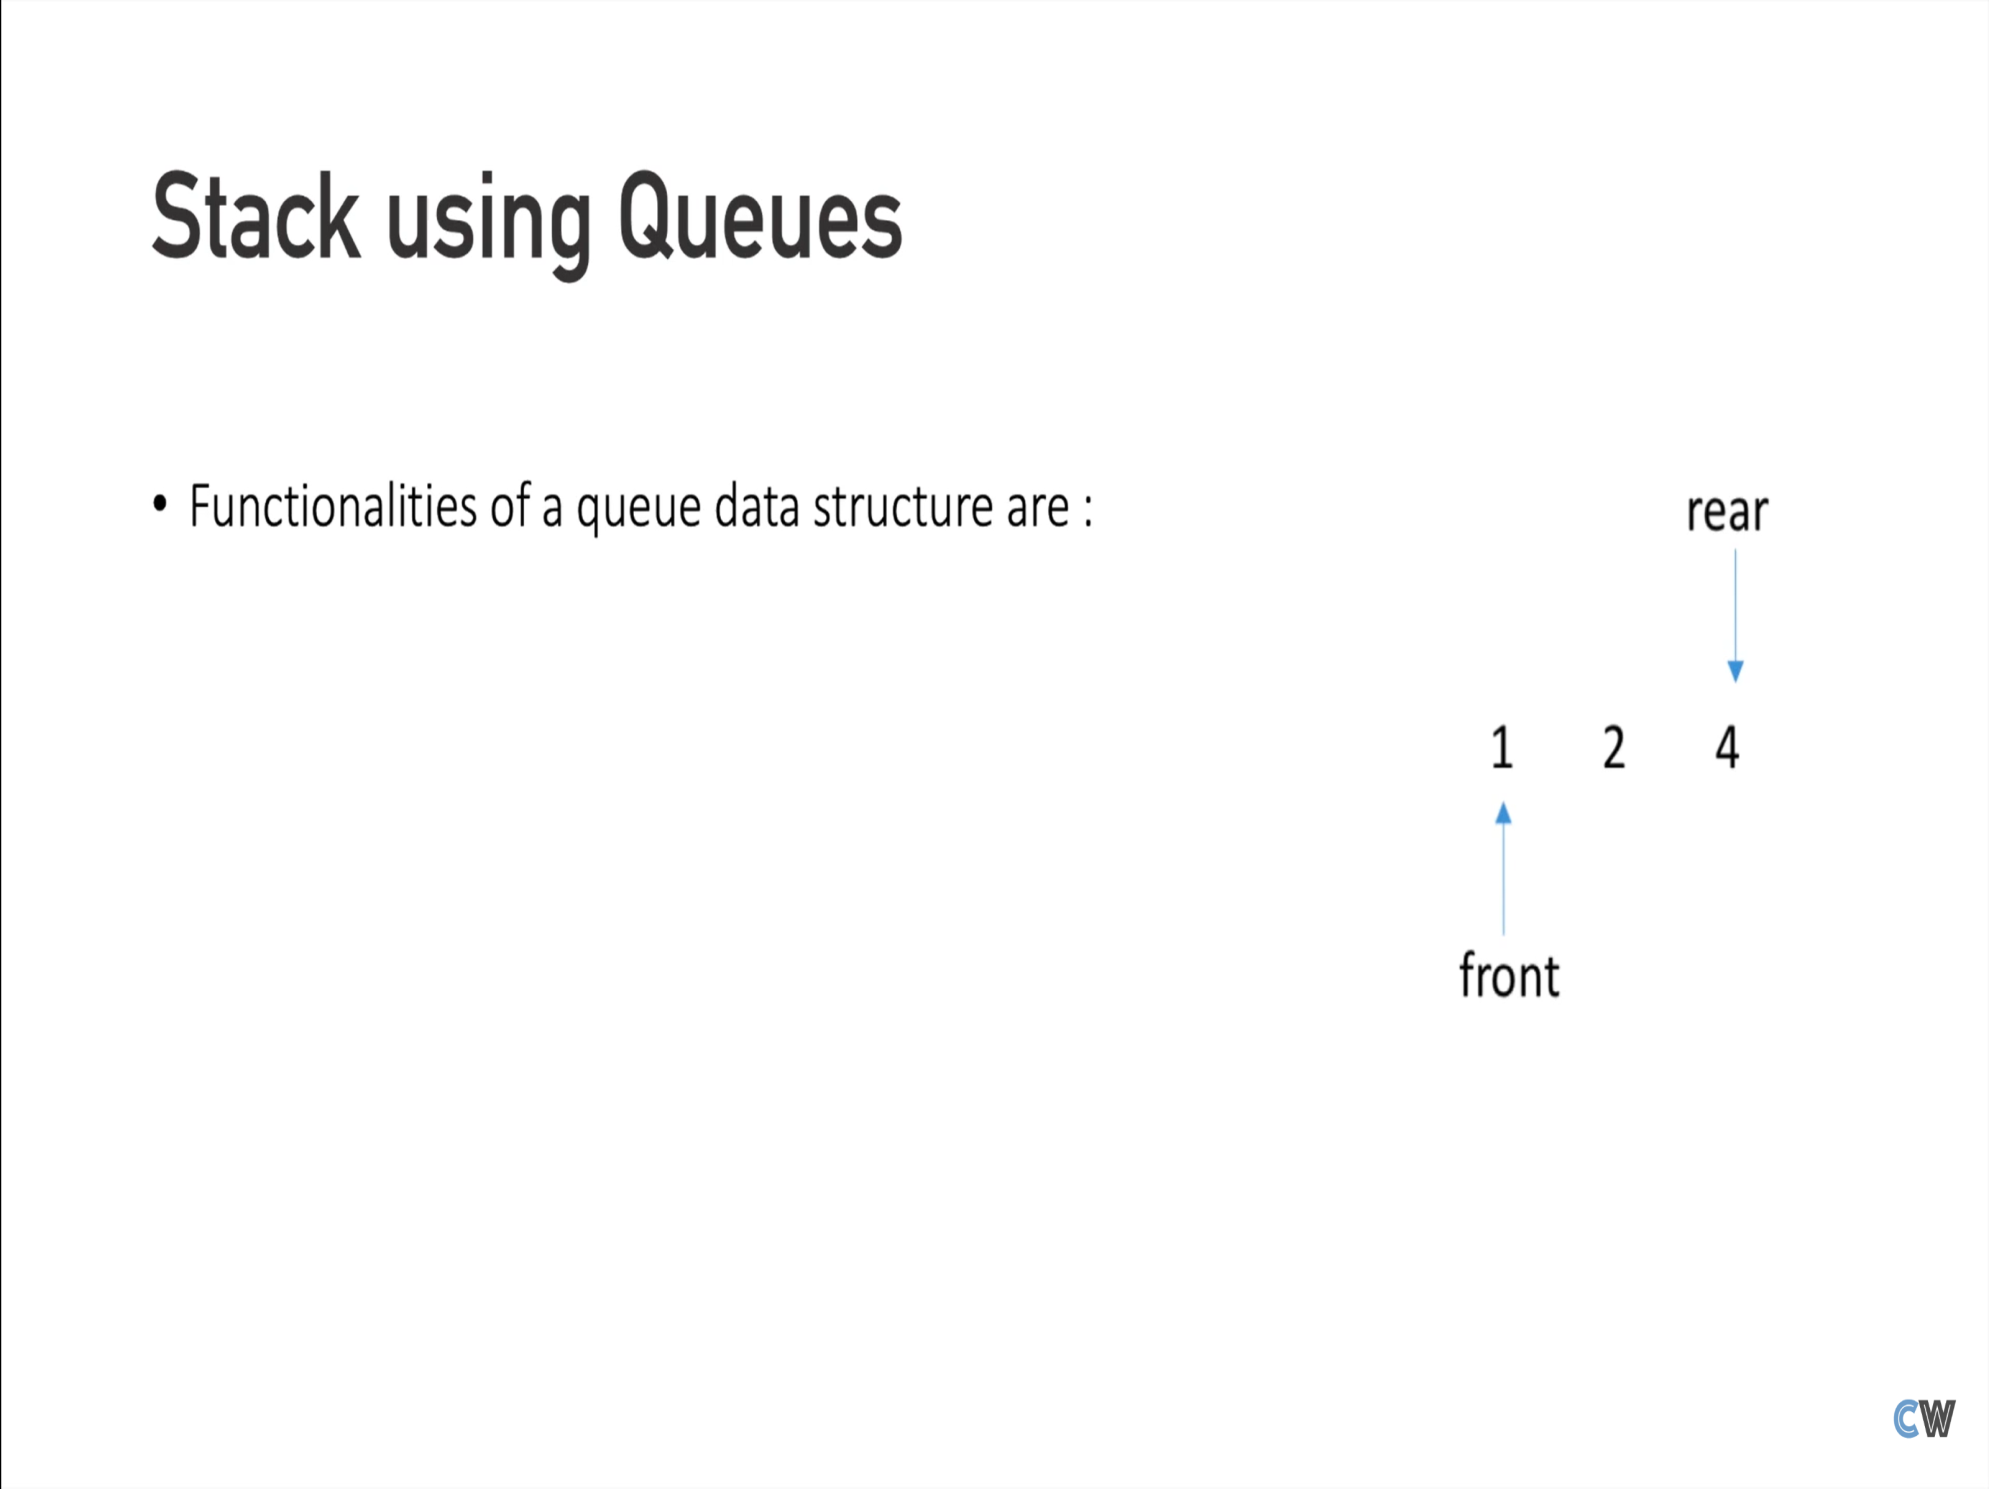 Stack using Queues
• Functionalities of a queue data structure are :
rear
1 2 4
front
CW